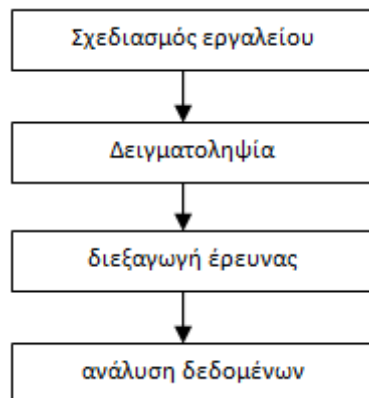 Σχεδιασμός εργαλείου
Δειγματοληψία
διεξαγωγή έρευνας
ανάλυση δεδομένων